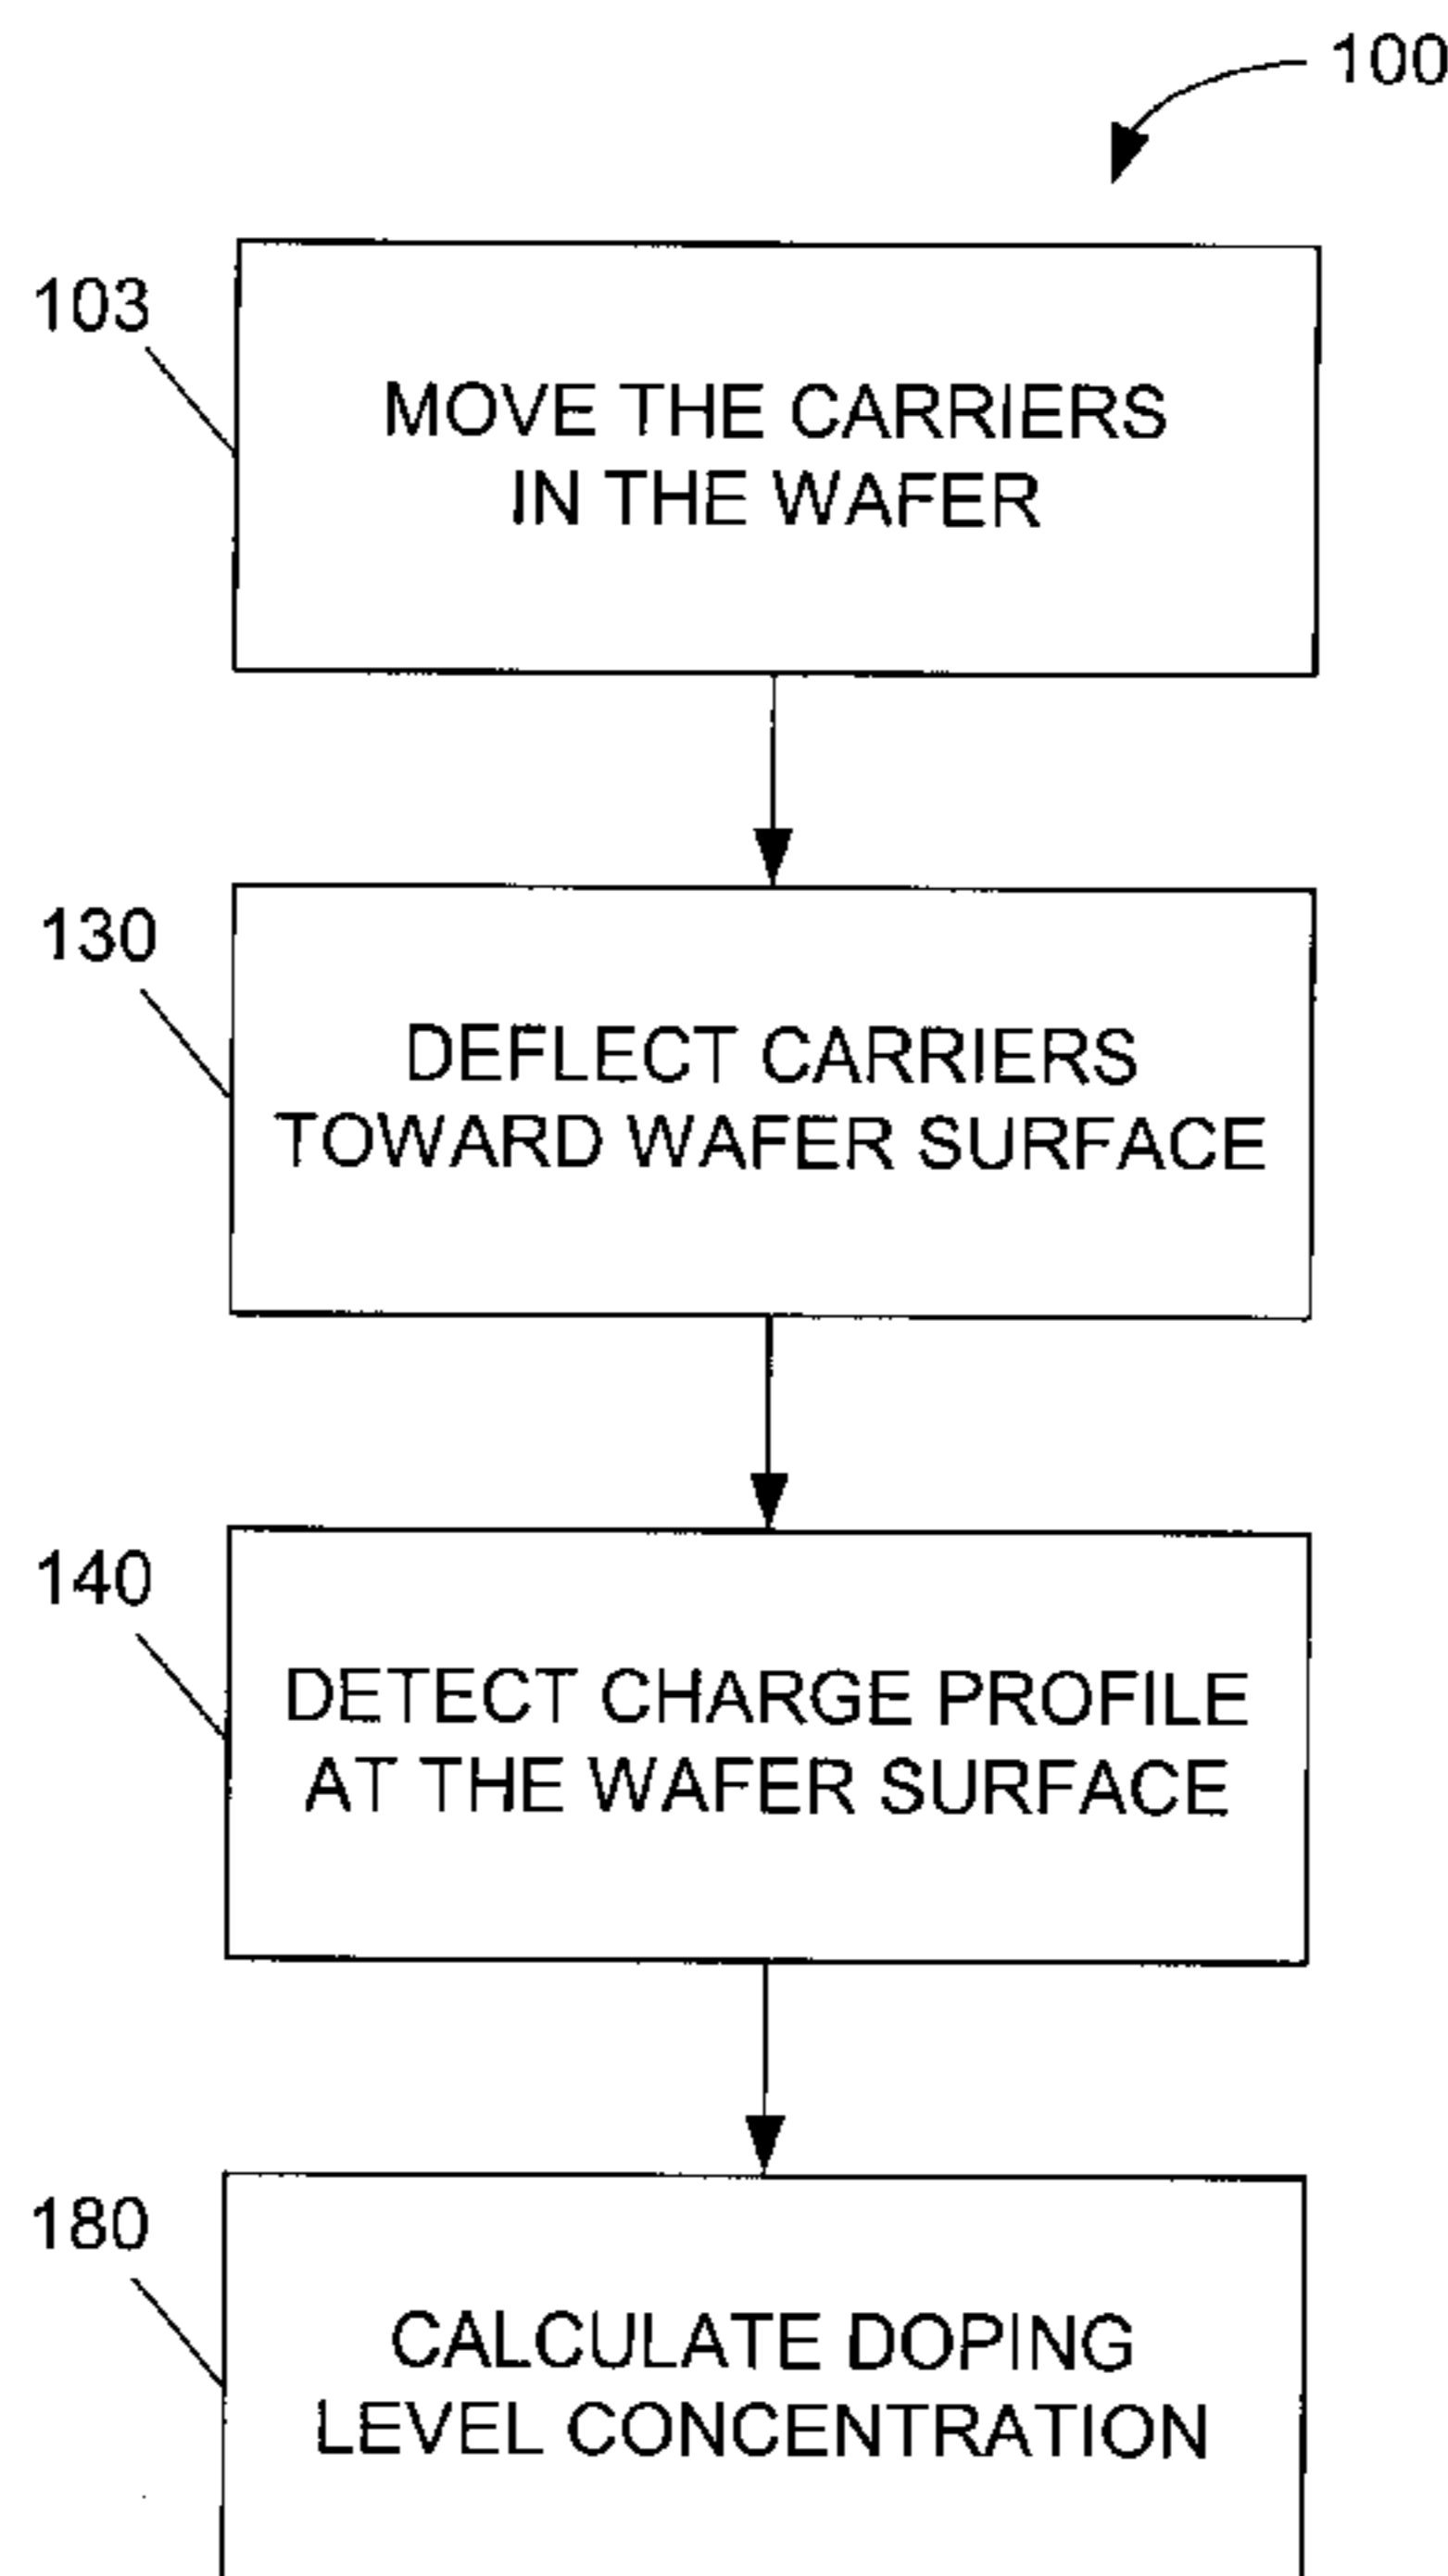 100
103
MOVE THE CARRIERS
IN THE WAFER
130
DEFLECT CARRIERS
TOWARD WAFER SURFACE
140
DETECT CHARGE PROFILE
AT THE WAFER SURFACE
180
CALCULATE DOPING
LEVEL CONCENTRATION